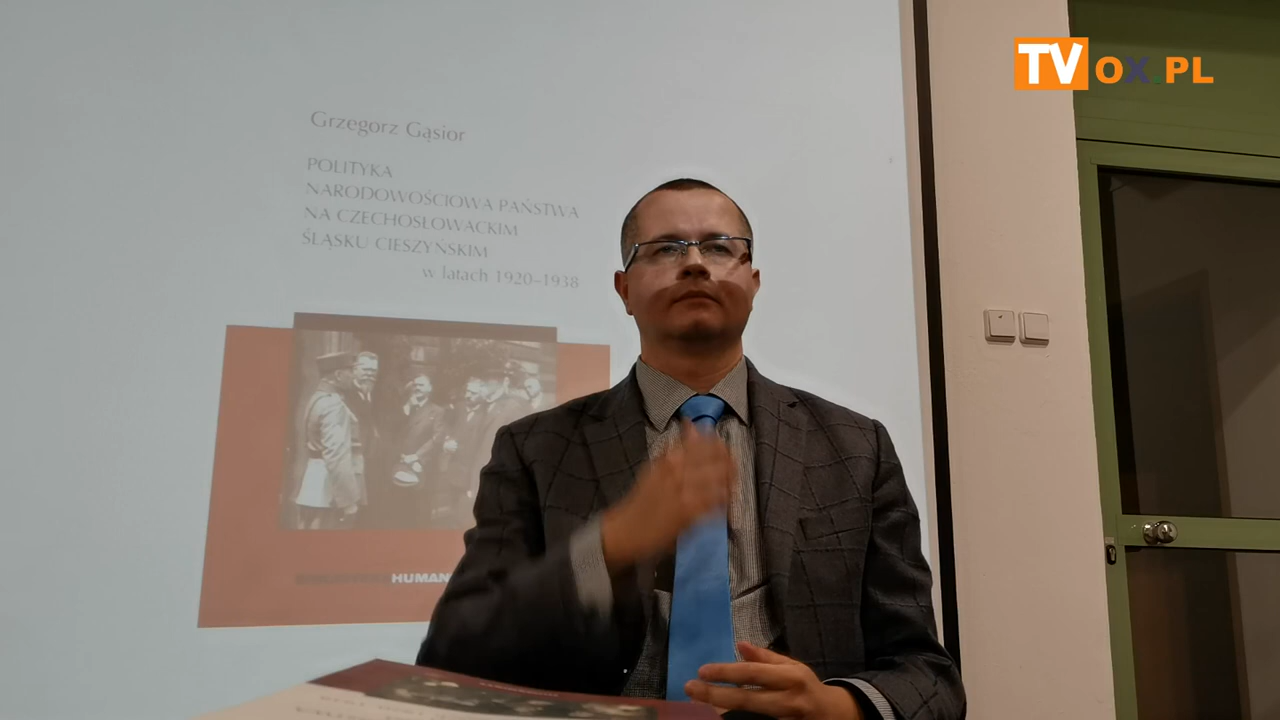 TVOX.PL
Grzegorz Gąsior
POLITYKA
NARODOWOŚCIOWA PAŃSTWA
NA CZECHOSŁOWACKIM
ŚLĄSKU CIESZYŃSKIM
w latach 1920–1938
HUMAN